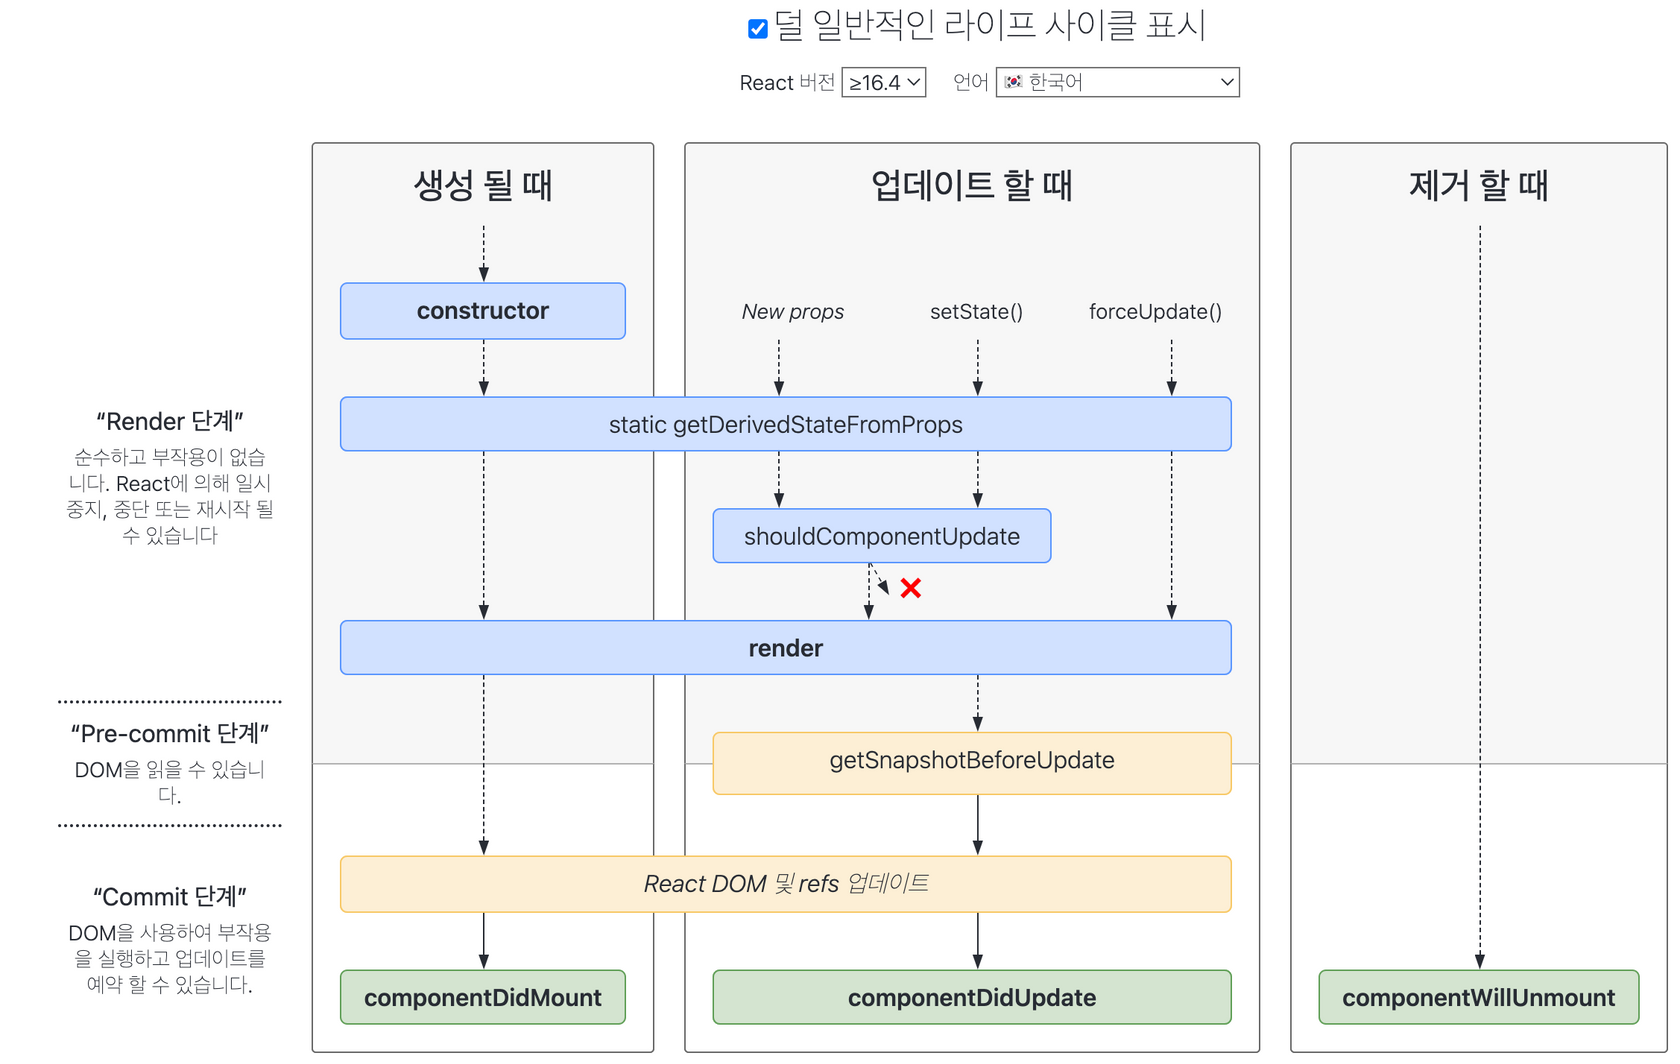 덜 일반적인 라이프 사이클 표시
React 버전 ≥16.4 언어 🇰🇷 한국어
생성 될 때
업데이트 할 때
제거 할 때
constructor
New props
setState()
forceUpdate()
“Render 단계”
순수하고 부작용이 없습
니다. React에 의해 일시
중지, 중단 또는 재시작 될
수 있습니다
static getDerivedStateFromProps
shouldComponentUpdate
render
“Pre-commit 단계”
DOM을 읽을 수 있습니
다.
getSnapshotBeforeUpdate
“Commit 단계”
DOM을 사용하여 부작용
을 실행하고 업데이트를
예약 할 수 있습니다.
React DOM 및 refs 업데이트
componentDidMount
componentDidUpdate
componentWillUnmount